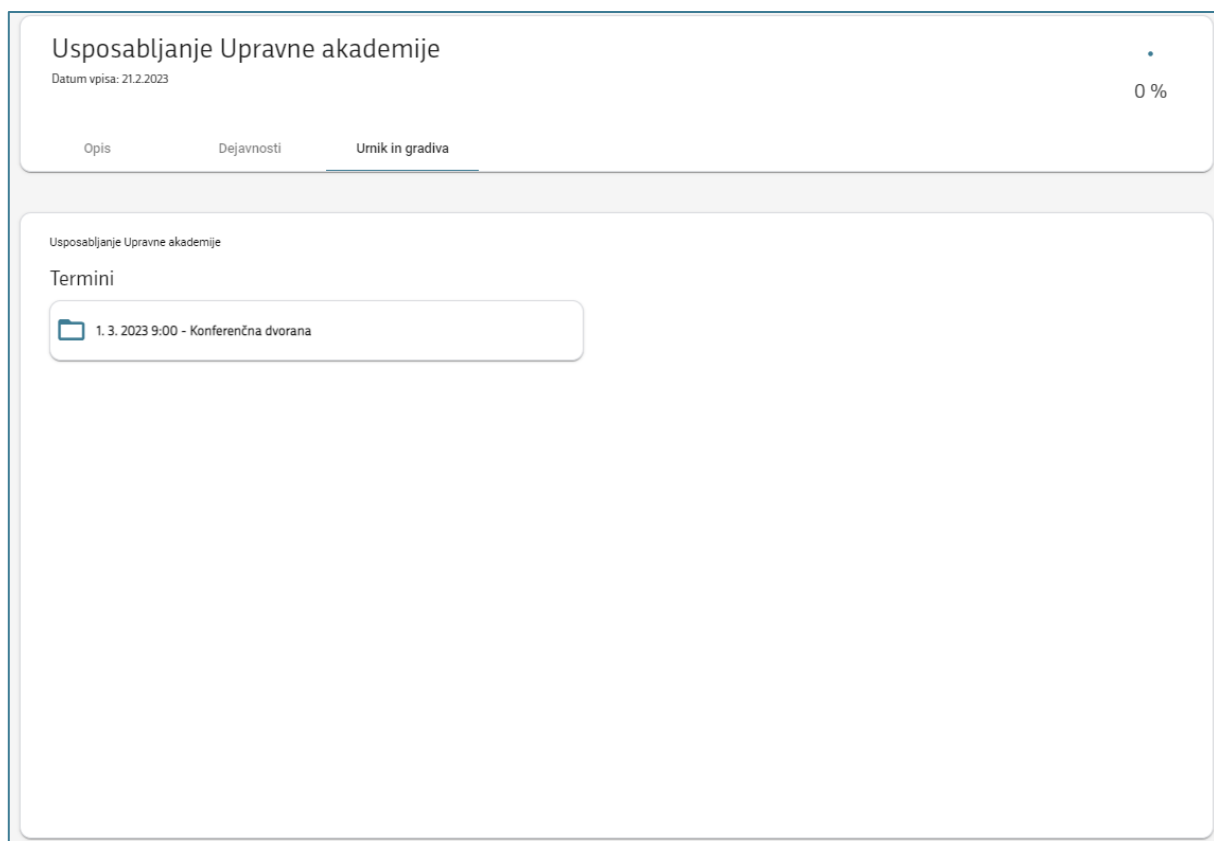 Usposabljanje Upravne akademije
Datum vpisa: 21.2.2023
0 %
Opis Dejavnosti Urnik in gradiva
Usposabljanje Upravne akademije
Termini
1. 3. 2023 9:00 - Konferenčna dvorana